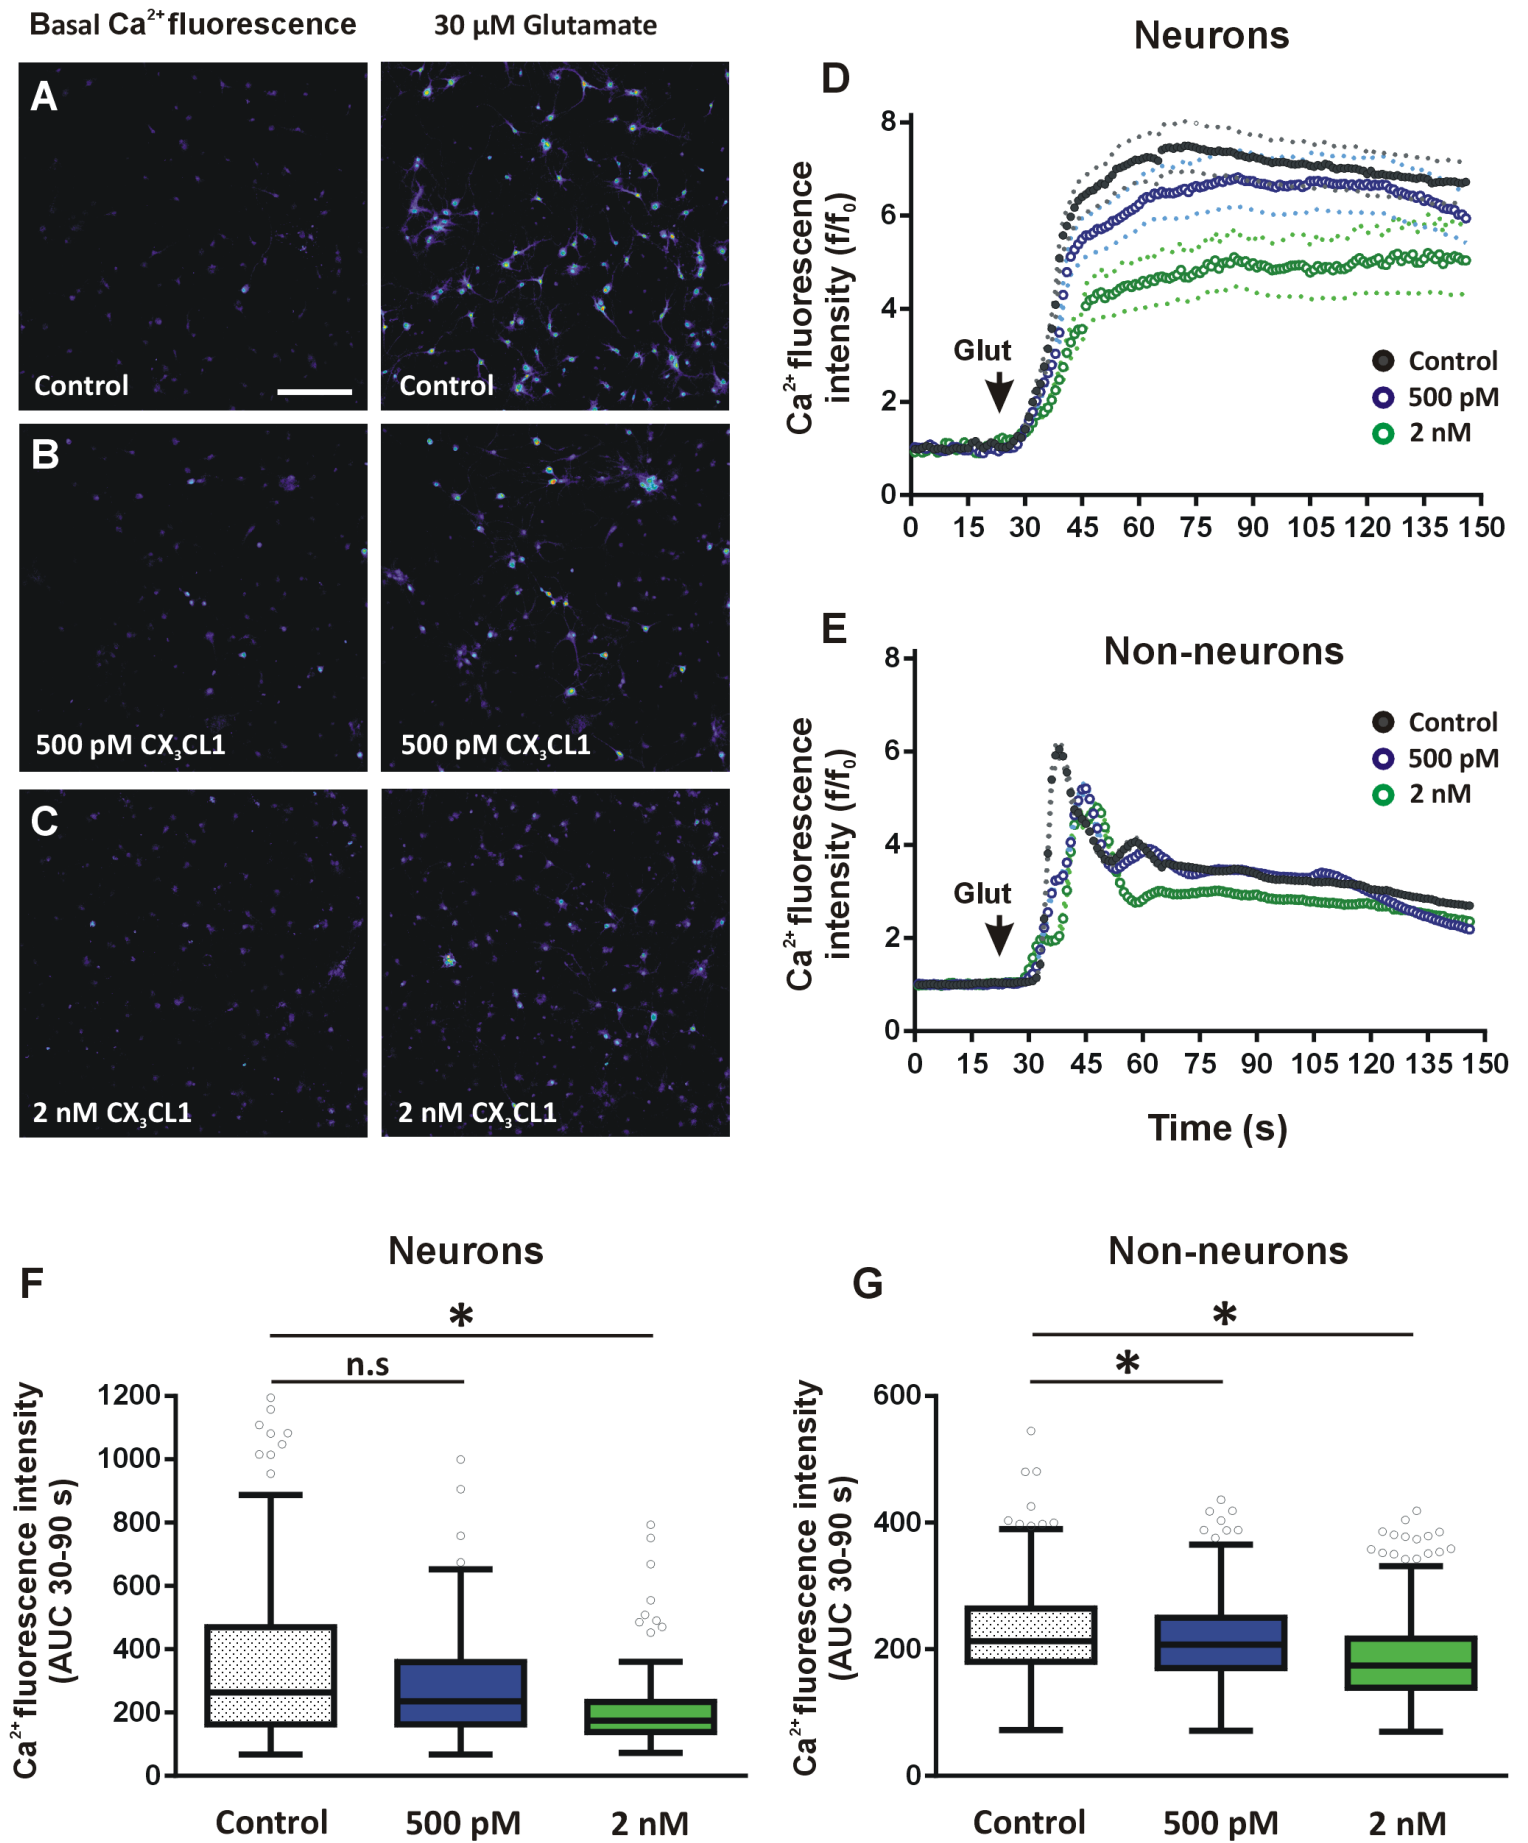 Basal Ca²⁺ fluorescence
30 µM Glutamate
A
Control
Control
B
500 pM CX₃CL1
500 pM CX₃CL1
C
2 nM CX₃CL1
2 nM CX₃CL1
Neurons
D
Ca²⁺ fluorescence
intensity (f/f₀)
8
6
4
2
0
Glut
Control
500 pM
2 nM
0 15 30 45 60 75 90 105 120 135 150
E
Non-neurons
Ca²⁺ fluorescence
intensity (f/f₀)
8
6
4
2
0
Glut
Control
500 pM
2 nM
0 15 30 45 60 75 90 105 120 135 150
Time (s)
Neurons
F
*
n.s
Ca²⁺ fluorescence intensity
(AUC 30-90 s)
1200
1000
800
600
400
200
0
Control 500 pM 2 nM
Non-neurons
G
*
*
Ca²⁺ fluorescence intensity
(AUC 30-90 s)
600
400
200
0
Control 500 pM 2 nM